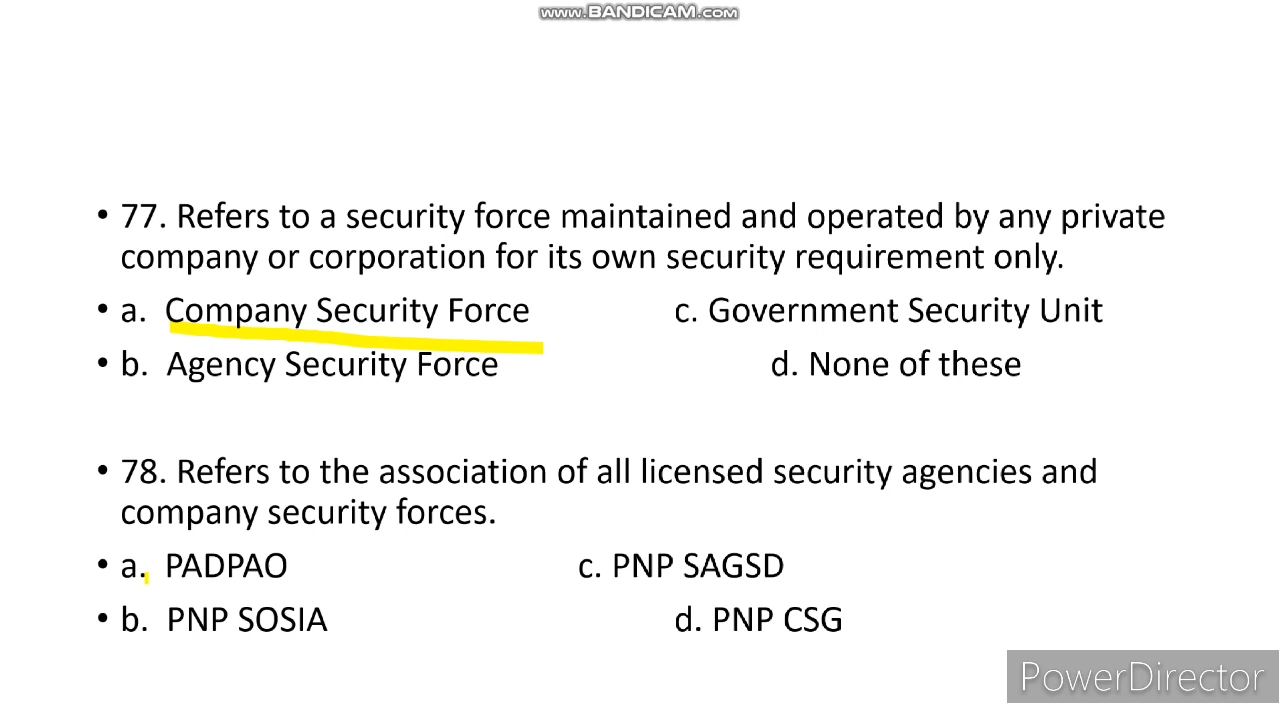 www.BANDICAM.com
• 77. Refers to a security force maintained and operated by any private
company or corporation for its own security requirement only.
• a. Company Security Force c. Government Security Unit
• b. Agency Security Force d. None of these
• 78. Refers to the association of all licensed security agencies and
company security forces.
• a. PADPAO c. PNP SAGSD
• b. PNP SOSIA d. PNP CSG
PowerDirector